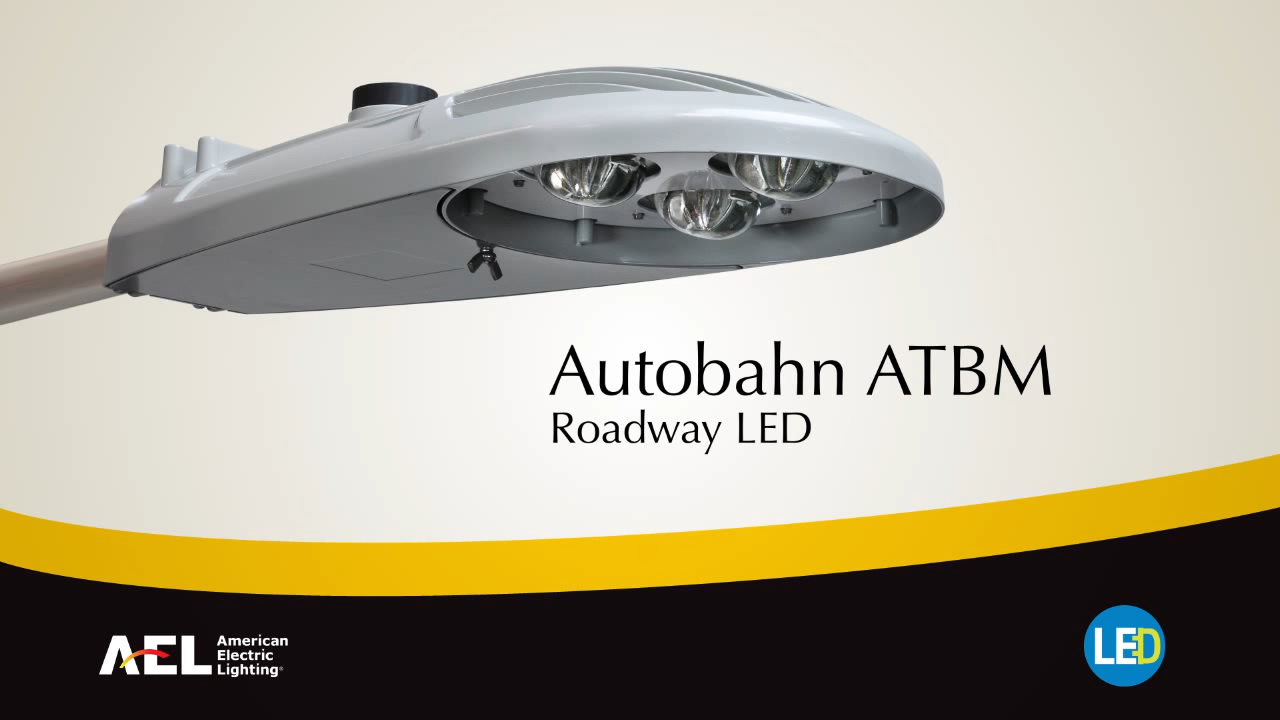 Autobahn ATBM
Roadway LED
AEL
American
Electric
Lighting®
LED